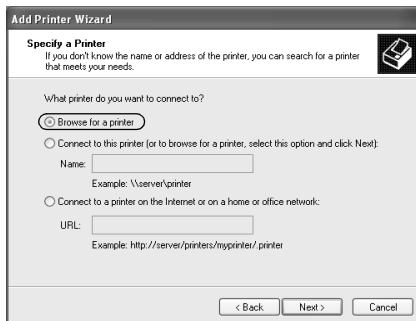 Add Printer Wizard
Specify a Printer
If you don't know the name or address of the printer, you can search for a printer
that meets your needs.
What printer do you want to connect to?
Browse for a printer
Connect to this printer (or to browse for a printer, select this option and click Next):
Name:
Example: \\server\printer
Connect to a printer on the Internet or on a home or office network:
URL:
Example: http://server/printers/myprinter/.printer
< Back Next > Cancel